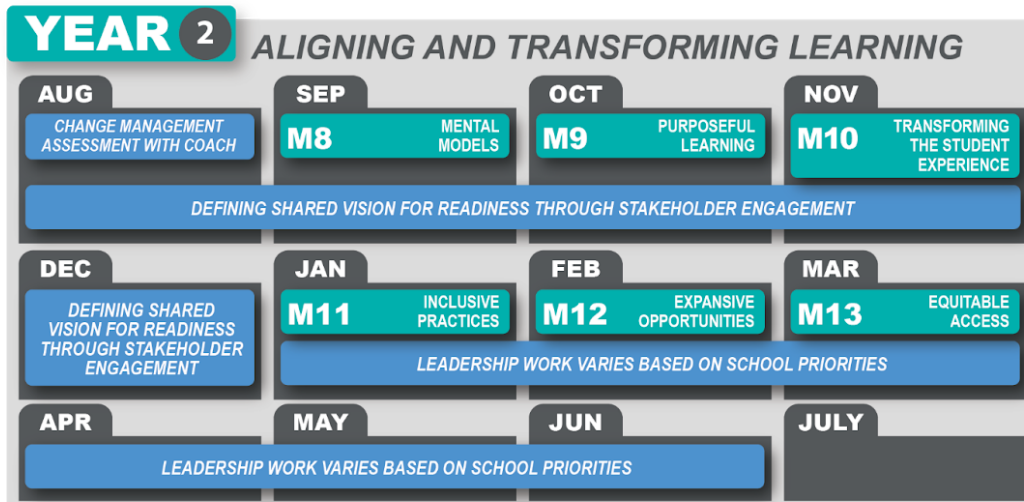 YEAR 2
ALIGNING AND TRANSFORMING LEARNING
AUG
CHANGE MANAGEMENT
ASSESSMENT WITH COACH
SEP
M8
MENTAL
MODELS
OCT
M9
PURPOSEFUL
LEARNING
NOV
M10
TRANSFORMING
THE STUDENT
EXPERIENCE
DEFINING SHARED VISION FOR READINESS THROUGH STAKEHOLDER ENGAGEMENT
DEC
DEFINING SHARED
VISION FOR READINESS
THROUGH STAKEHOLDER
ENGAGEMENT
JAN
M11
INCLUSIVE
PRACTICES
FEB
M12
EXPANSIVE
OPPORTUNITIES
MAR
M13
EQUITABLE
ACCESS
LEADERSHIP WORK VARIES BASED ON SCHOOL PRIORITIES
APR
MAY
JUN
JULY
LEADERSHIP WORK VARIES BASED ON SCHOOL PRIORITIES